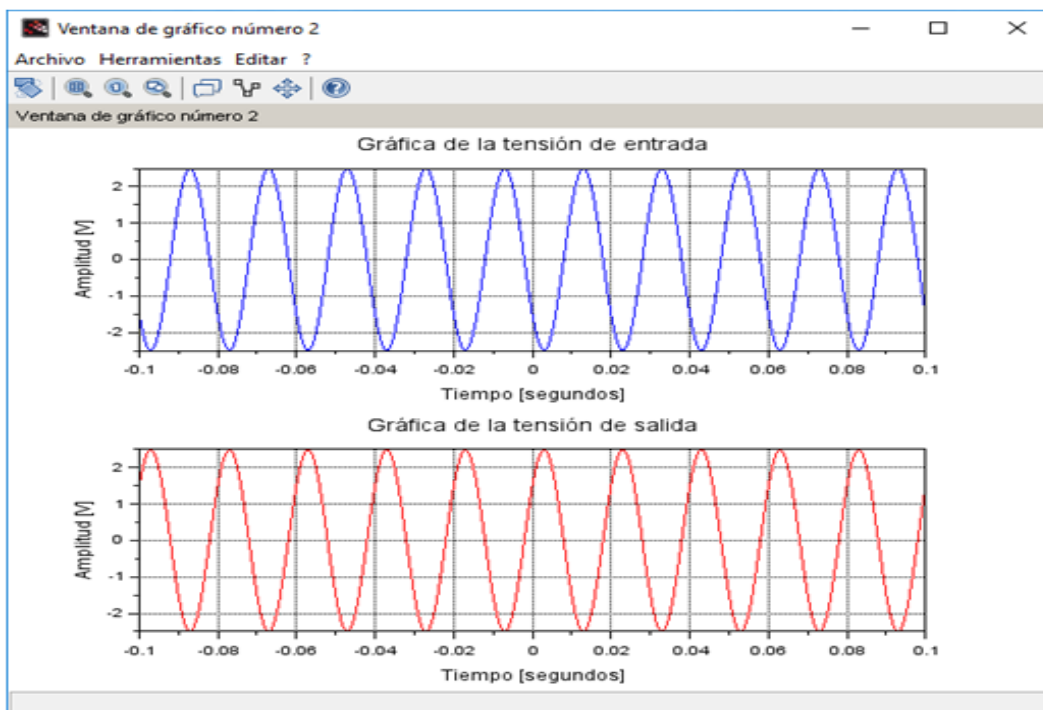 Ventana de gráfico número 2
Archivo Herramientas Editar ?
Ventana de gráfico número 2
Gráfica de la tensión de entrada
Amplitud [V]
2
1
0
-1
-2
-0.1 -0.08 -0.06 -0.04 -0.02 0 0.02 0.04 0.06 0.08 0.1
Tiempo [segundos]
Gráfica de la tensión de salida
Amplitud [V]
2
1
0
-1
-2
-0.1 -0.08 -0.06 -0.04 -0.02 0 0.02 0.04 0.06 0.08 0.1
Tiempo [segundos]